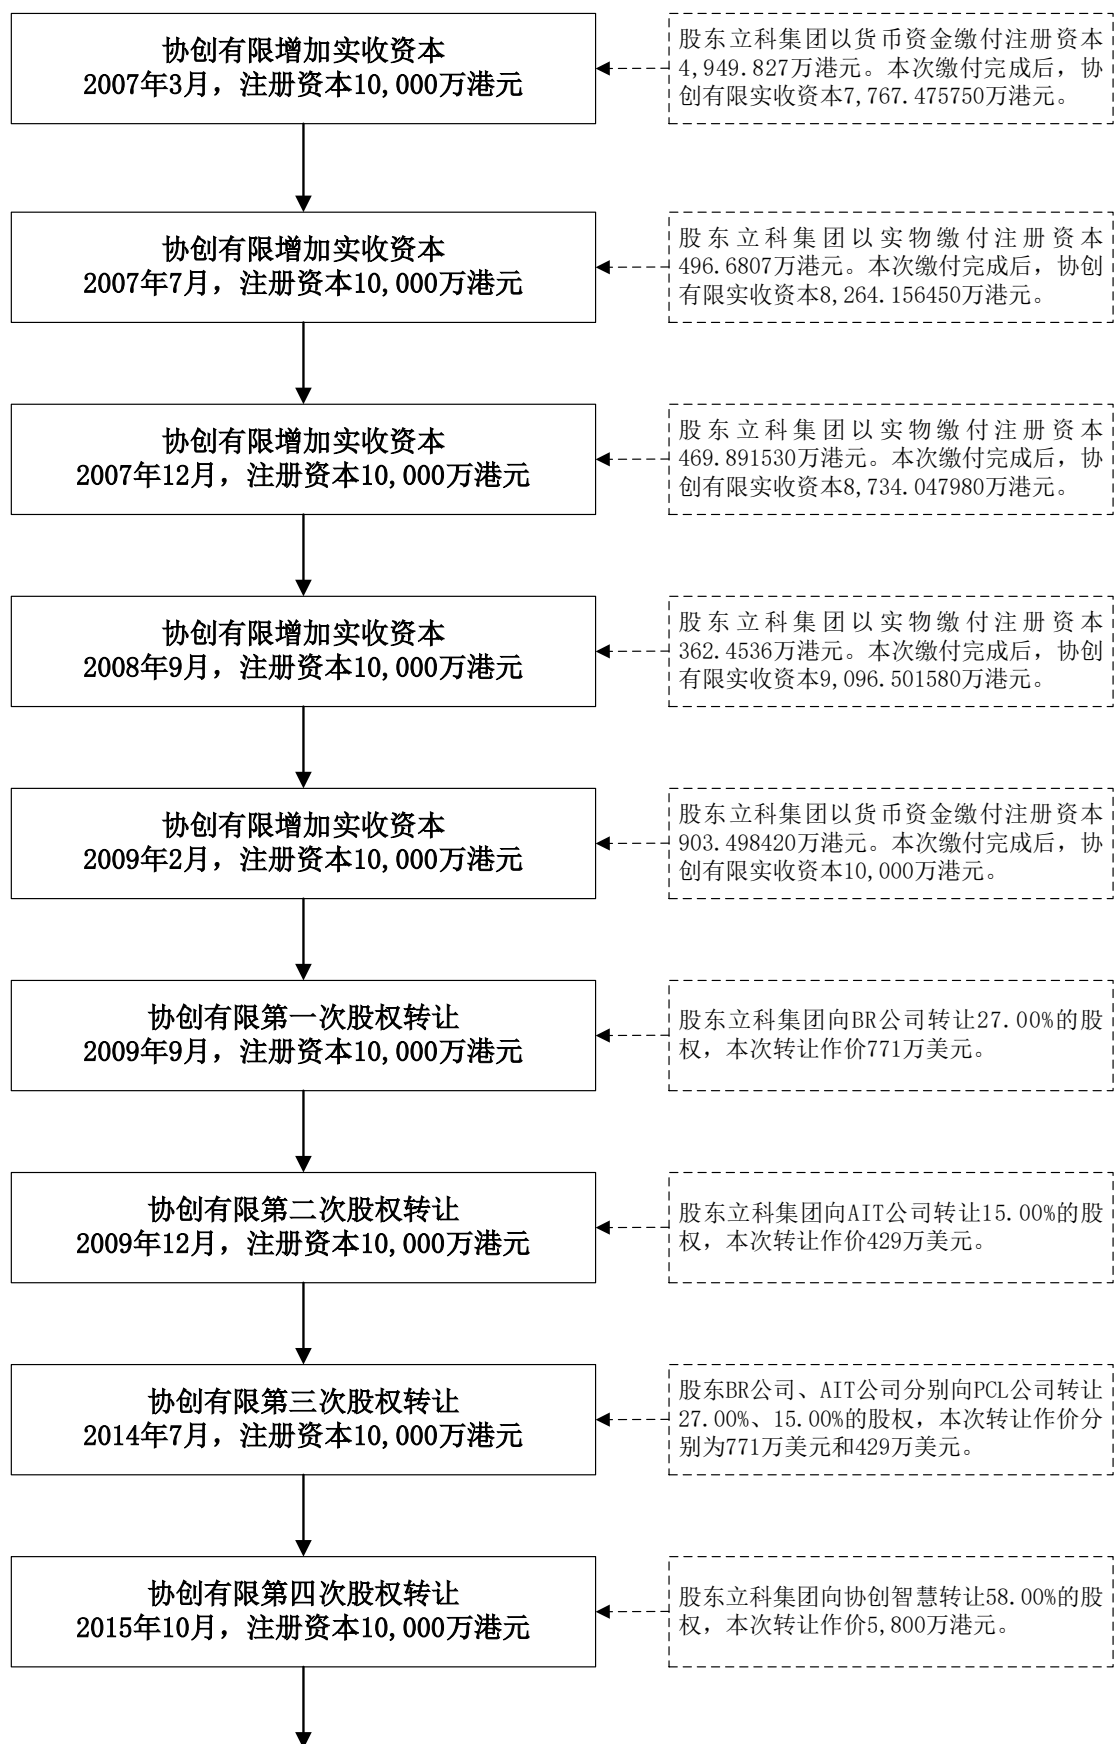 协创有限增加实收资本
2007年3月，注册资本10,000万港元
股东立科集团以货币资金缴付注册资本
4,949.827万港元。本次缴付完成后，协
创有限实收资本7,767.475750万港元。
协创有限增加实收资本
2007年7月，注册资本10,000万港元
股东立科集团以实物缴付注册资本
496.6807万港元。本次缴付完成后，协创
有限实收资本8,264.156450万港元。
协创有限增加实收资本
2007年12月，注册资本10,000万港元
股东立科集团以实物缴付注册资本
469.891530万港元。本次缴付完成后，协
创有限实收资本8,734.047980万港元。
协创有限增加实收资本
2008年9月，注册资本10,000万港元
股东立科集团以实物缴付注册资本
362.4536万港元。本次缴付完成后，协创
有限实收资本9,096.501580万港元。
协创有限增加实收资本
2009年2月，注册资本10,000万港元
股东立科集团以货币资金缴付注册资本
903.498420万港元。本次缴付完成后，协
创有限实收资本10,000万港元。
协创有限第一次股权转让
2009年9月，注册资本10,000万港元
股东立科集团向BR公司转让27.00%的股
权，本次转让作价771万美元。
协创有限第二次股权转让
2009年12月，注册资本10,000万港元
股东立科集团向AIT公司转让15.00%的股
权，本次转让作价429万美元。
协创有限第三次股权转让
2014年7月，注册资本10,000万港元
股东BR公司、AIT公司分别向PCL公司转让
27.00%、15.00%的股权，本次转让作价分
别为771万美元和429万美元。
协创有限第四次股权转让
2015年10月，注册资本10,000万港元
股东立科集团向协创智慧转让58.00%的股
权，本次转让作价5,800万港元。